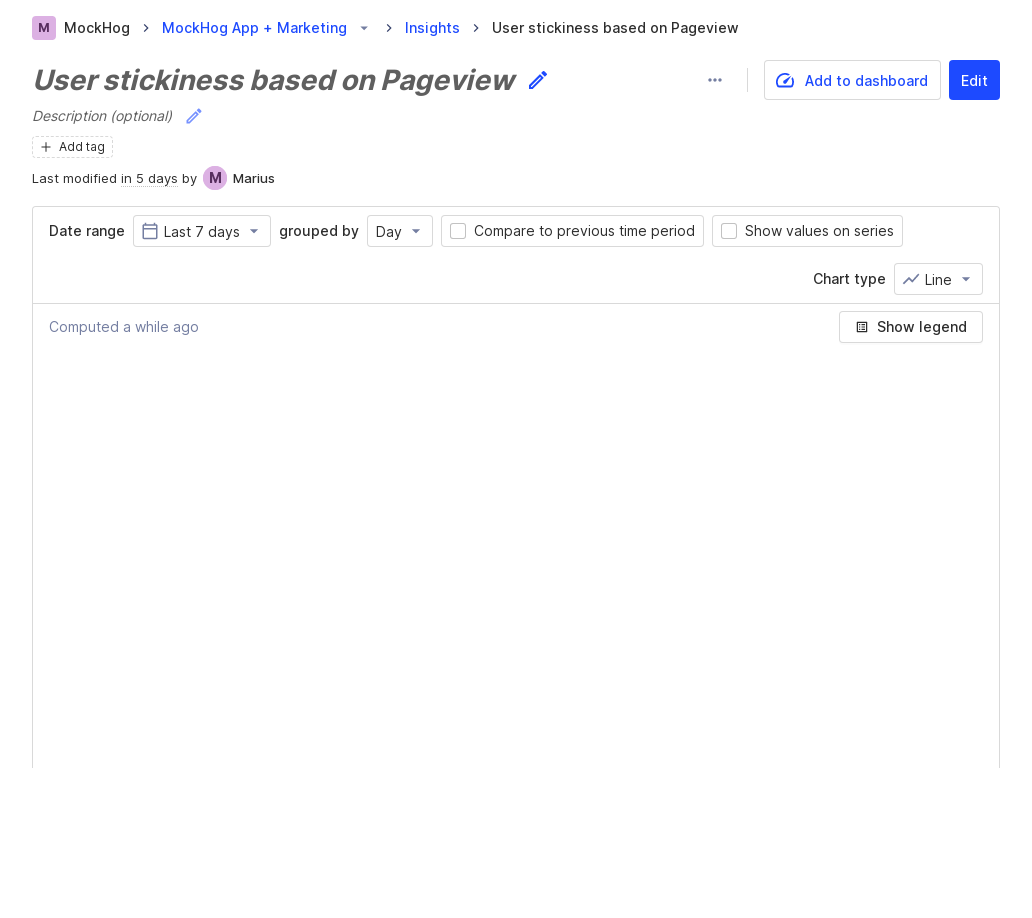 M MockHog MockHog App + Marketing Insights User stickiness based on Pageview
User stickiness based on Pageview Add to dashboard Edit
Description (optional)
Add tag
Last modified in 5 days by M Marius
Date range Last 7 days grouped by Day Compare to previous time period Show values on series
Chart type Line
Computed a while ago Show legend